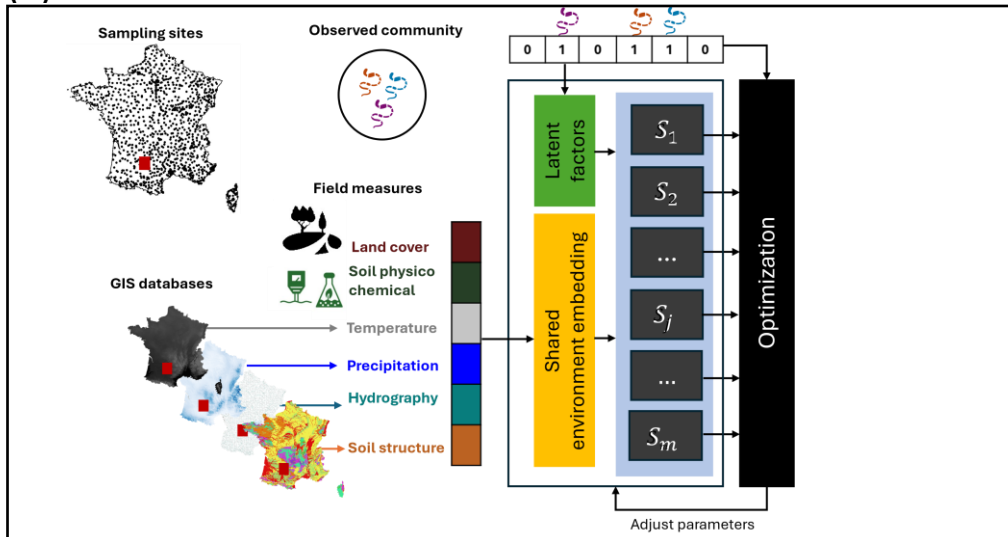 Sampling sites
Observed community
0 1 0 1 1 0
Field measures
Land cover
Soil physico
chemical
GIS databases
Temperature
Precipitation
Hydrography
Soil structure
Latent
factors
Shared
environment embedding
S1
S2
...
Sj
...
Sm
Optimization
Adjust parameters